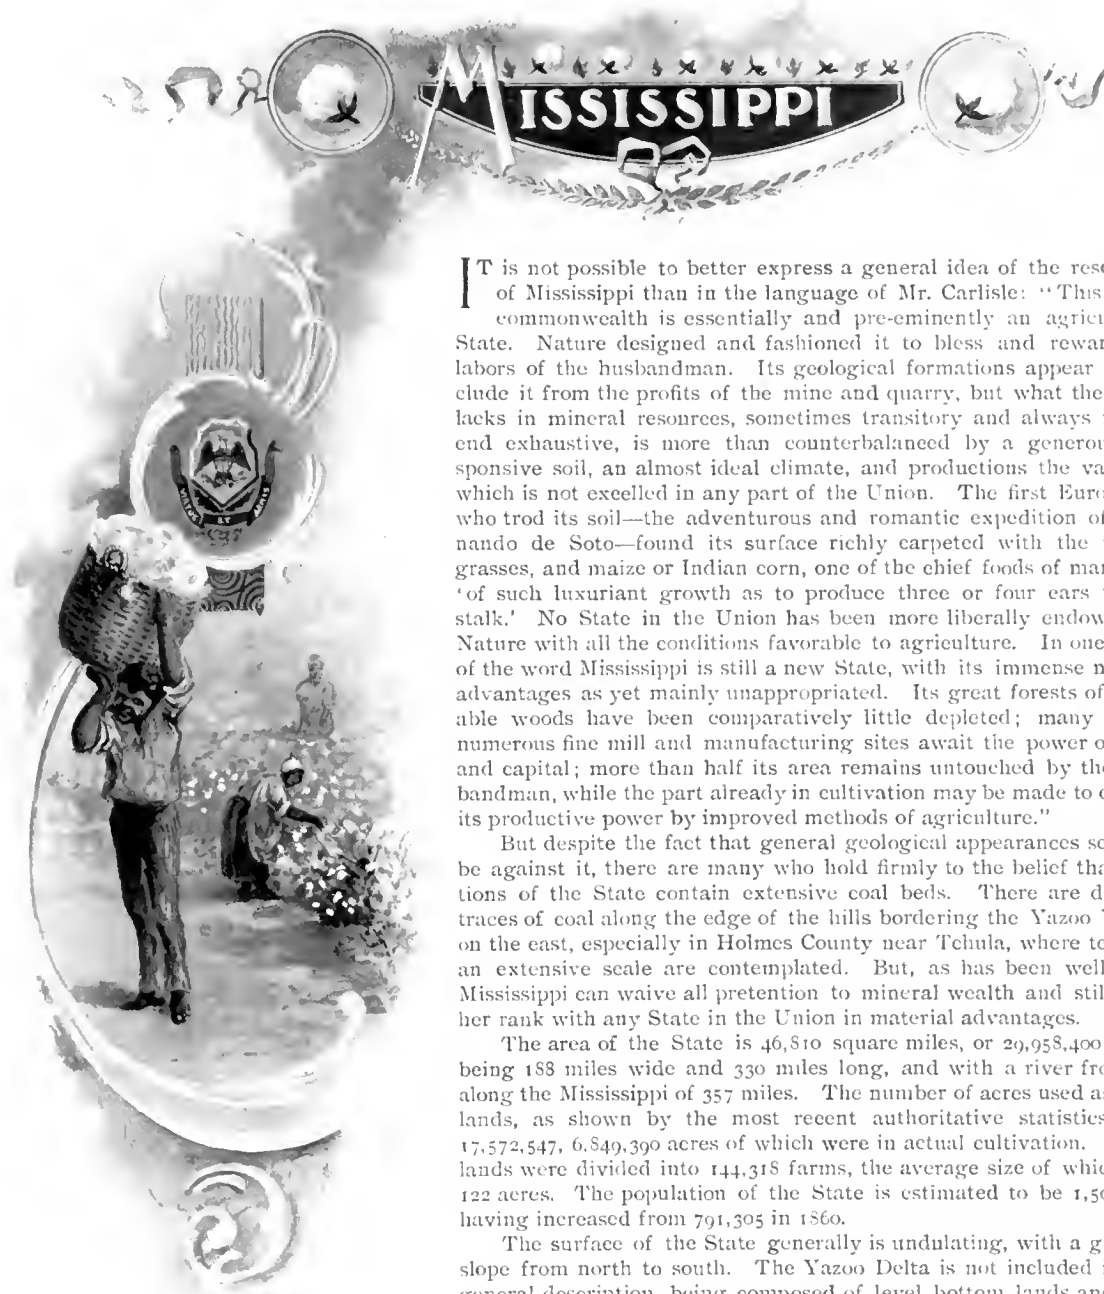 MISSISSIPPI
VIRTUTE ET ARMIS
IT is not possible to better express a general idea of the
of Mississippi than in the language of Mr. Carlisle: "This
commonwealth is essentially and pre-eminently an
State. Nature designed and fashioned it to bless and
labors of the husbandman. Its geological formations appear
clude it from the profits of the mine and quarry, but what
lacks in mineral resources, sometimes transitory and always
end exhaustive, is more than counterbalanced by a
sponsive soil, an almost ideal climate, and productions the
which is not excelled in any part of the Union. The first
who trod its soil—the adventurous and romantic expedition
nando de Soto—found its surface richly carpeted with the
grasses, and maize or Indian corn, one of the chief foods of
'of such luxuriant growth as to produce three or four ears
stalk.' No State in the Union has been more liberally
Nature with all the conditions favorable to agriculture. In one
of the word Mississippi is still a new State, with its immense
advantages as yet mainly unappropriated. Its great forests of
able woods have been comparatively little depleted; many
numerous fine mill and manufacturing sites await the power
and capital; more than half its area remains untouched by
bandman, while the part already in cultivation may be made to
its productive power by improved methods of agriculture."
But despite the fact that general geological appearances
be against it, there are many who hold firmly to the belief
tions of the State contain extensive coal beds. There are
traces of coal along the edge of the hills bordering the Yazoo
on the east, especially in Holmes County near Tchula, where
an extensive scale are contemplated. But, as has been well
Mississippi can waive all pretention to mineral wealth and
her rank with any State in the Union in material advantages.
The area of the State is 46,810 square miles, or 29,958,400
being 188 miles wide and 330 miles long, and with a river
along the Mississippi of 357 miles. The number of acres used
lands, as shown by the most recent authoritative statistics
17,572,547, 6,849,390 acres of which were in actual cultivation.
lands were divided into 144,318 farms, the average size of
122 acres. The population of the State is estimated to be
having increased from 791,305 in 1860.
The surface of the State generally is undulating, with a
slope from north to south. The Yazoo Delta is not included
general description, being composed of level bottom lands